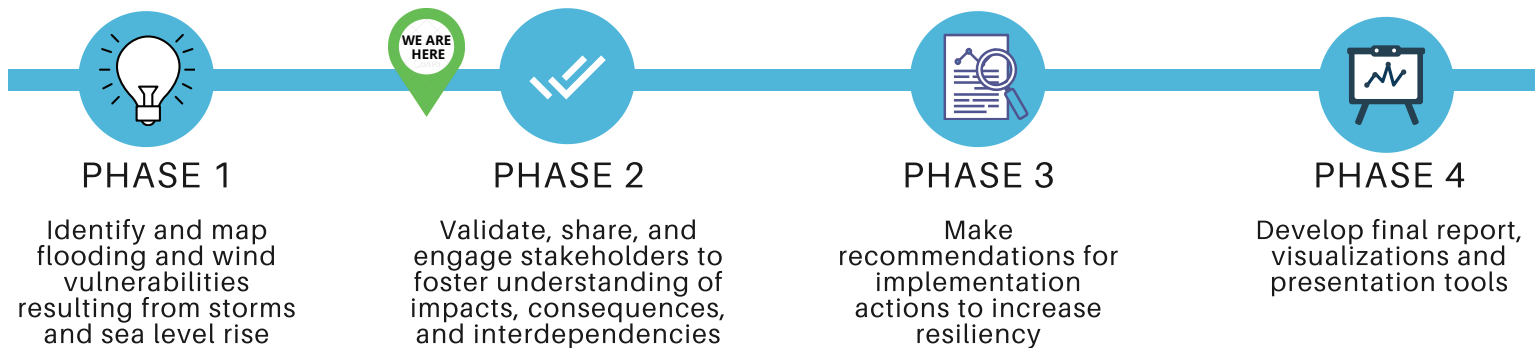 WE ARE
HERE
PHASE 1
Identify and map
flooding and wind
vulnerabilities
resulting from storms
and sea level rise
PHASE 2
Validate, share, and
engage stakeholders to
foster understanding of
impacts, consequences,
and interdependencies
PHASE 3
Make
recommendations for
implementation
actions to increase
resiliency
PHASE 4
Develop final report,
visualizations and
presentation tools